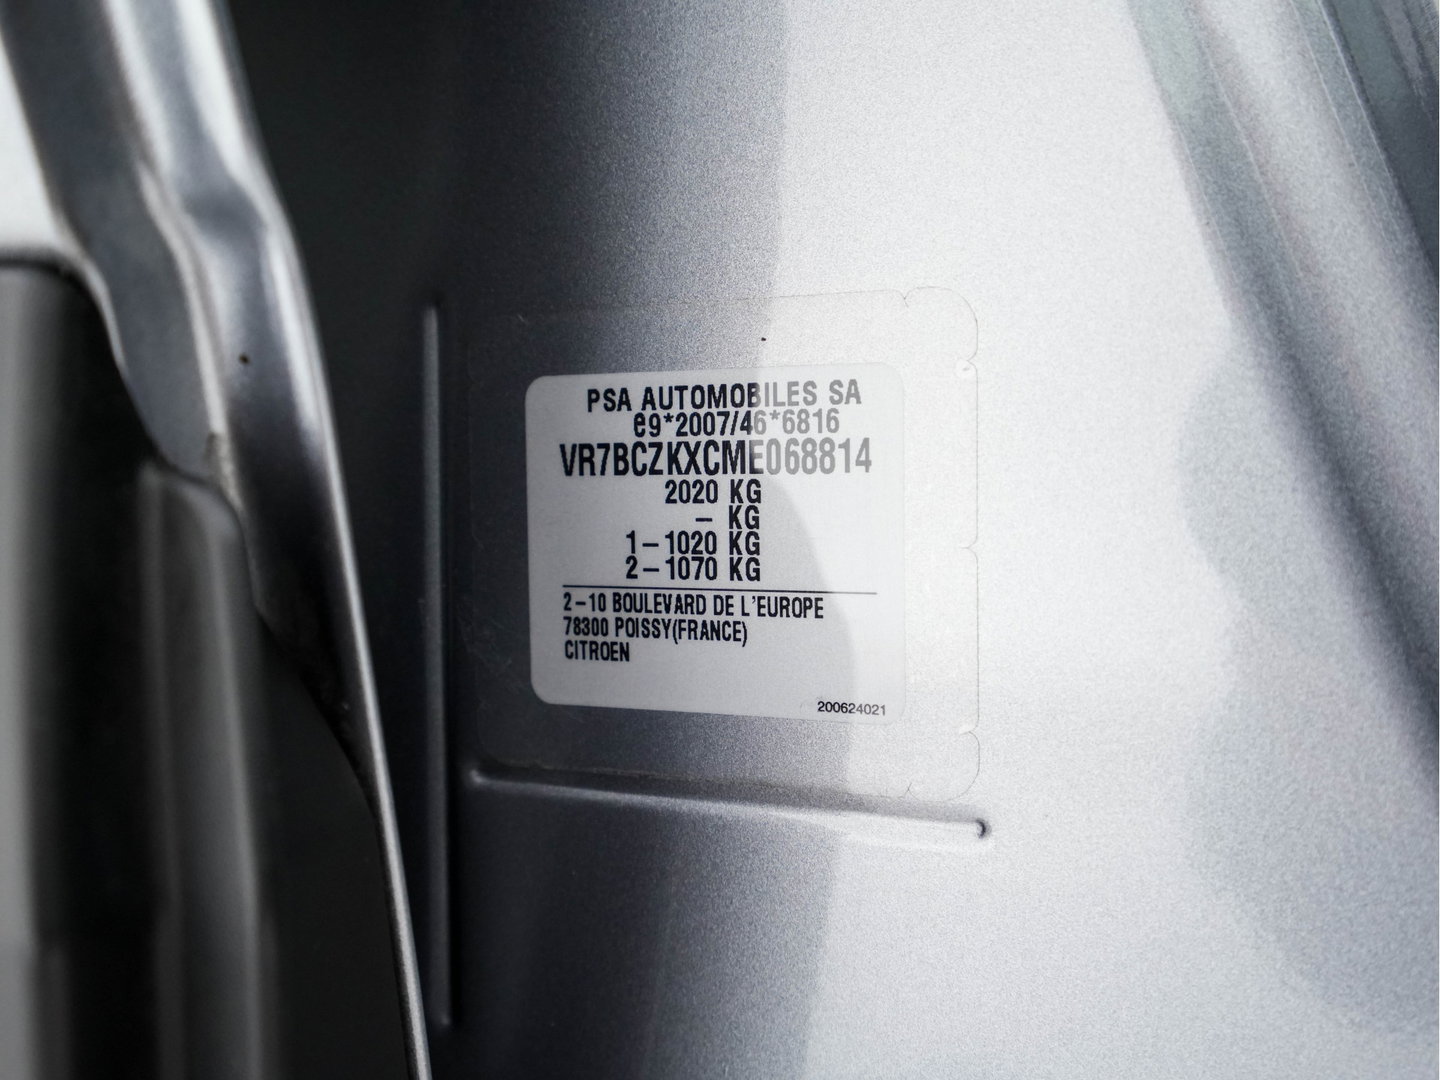 PSA AUTOMOBILES SA
e9*2007/46*6816
VR7BCZKXCME068814
2020 KG
– KG
1–1020 KG
2–1070 KG
2–10 BOULEVARD DE L'EUROPE
78300 POISSY(FRANCE)
CITROEN
200624021